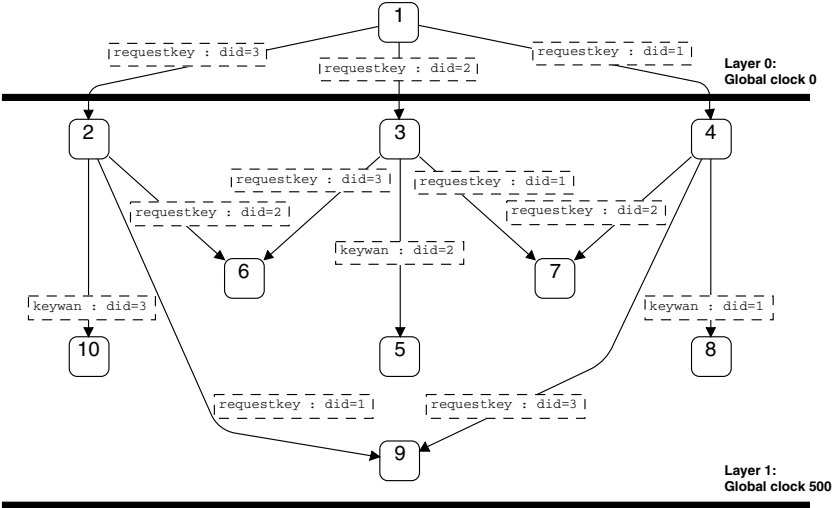 1
requestkey : did=3
requestkey : did=2
requestkey : did=1
Layer 0:
Global clock 0
2
3
4
requestkey : did=3
requestkey : did=1
requestkey : did=2
requestkey : did=2
keywan : did=2
6
7
keywan : did=3
keywan : did=1
10
5
8
requestkey : did=1
requestkey : did=3
9
Layer 1:
Global clock 500